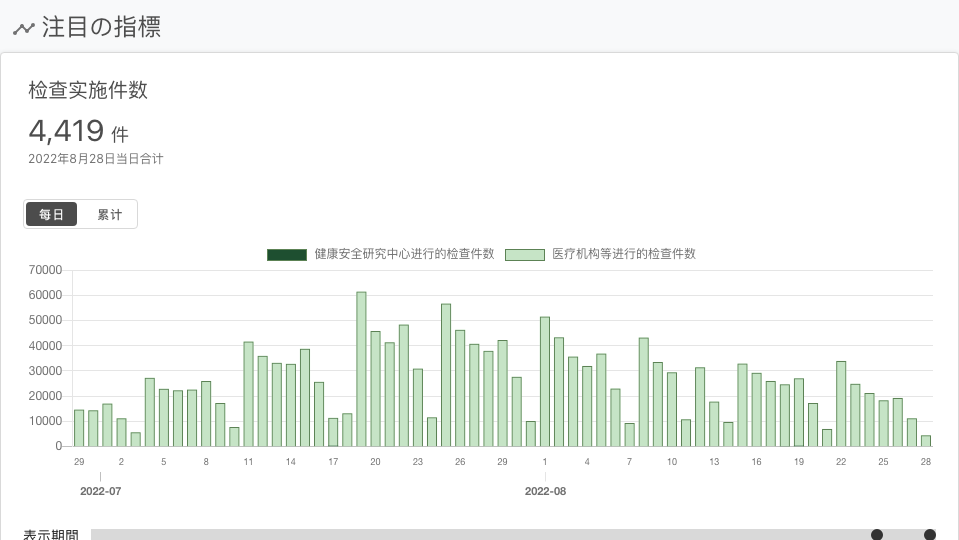 注目の指標
检查实施件数
4,419 件
2022年8月28日当日合计
每日 累计
健康安全研究中心进行的检查件数 医疗机构等进行的检查件数
70000
60000
50000
40000
30000
20000
10000
0
29 2 5 8 11 14 17 20 23 26 29 1 4 7 10 13 16 19 22 25 28
2022-07 2022-08
表示期間